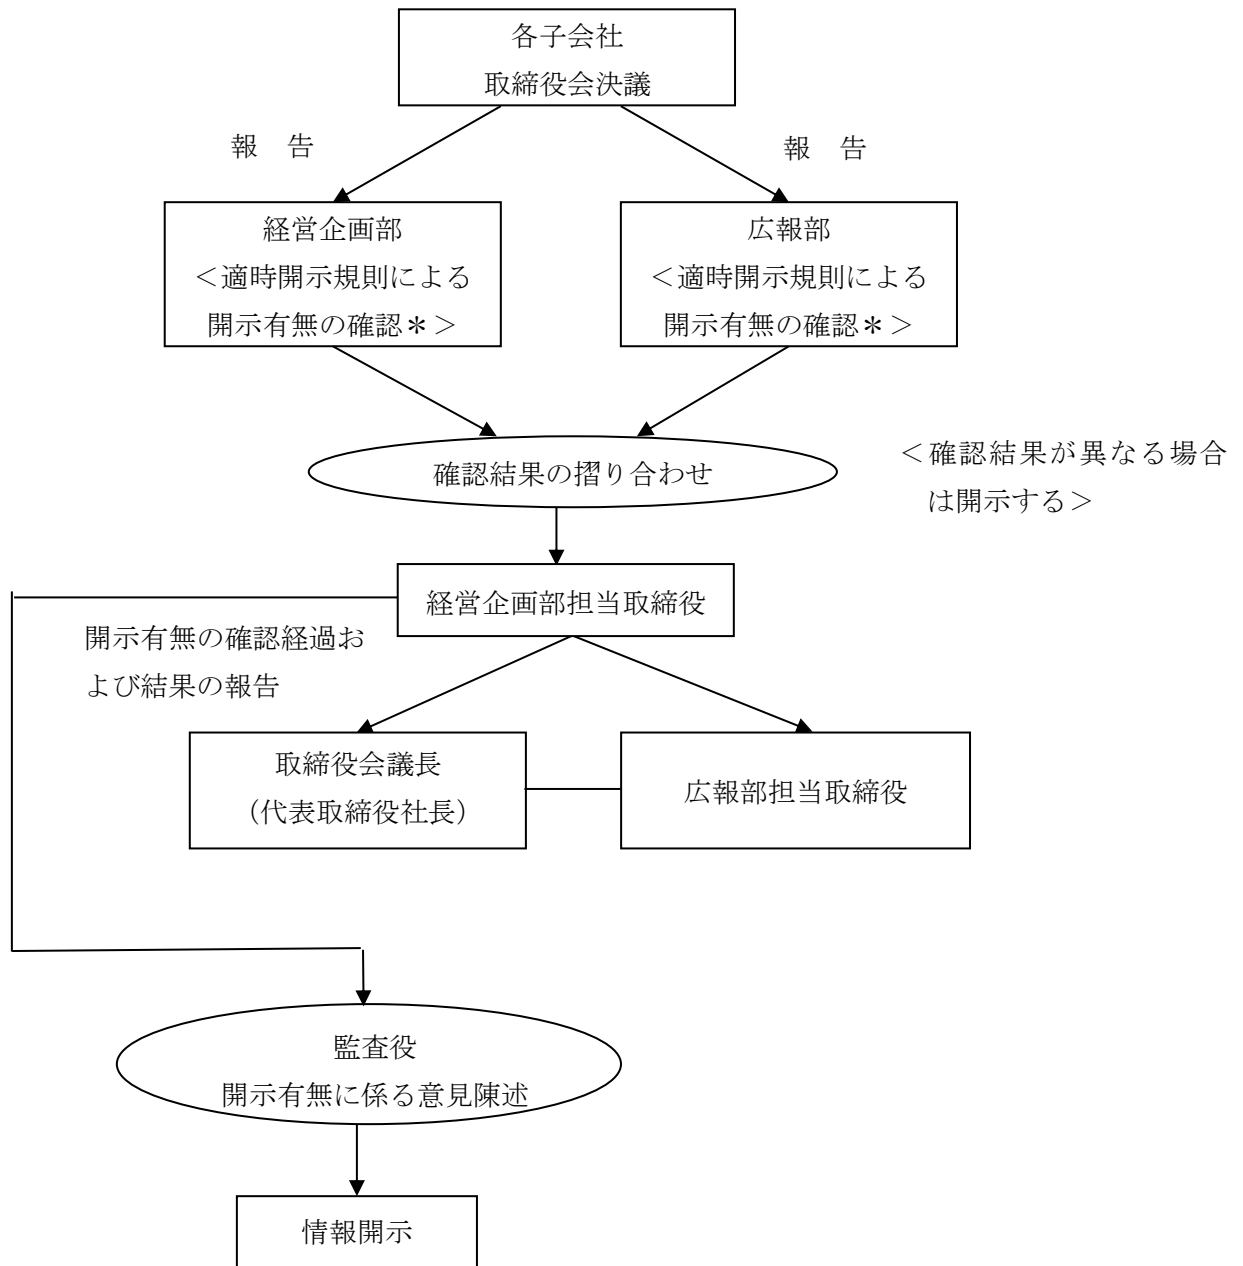 各子会社
取締役会決議
報　告
報　告
経営企画部
＜適時開示規則による
開示有無の確認＊＞
広報部
＜適時開示規則による
開示有無の確認＊＞
確認結果の摺り合わせ
＜確認結果が異なる場合
は開示する＞
経営企画部担当取締役
開示有無の確認経過お
よび結果の報告
取締役会議長
（代表取締役社長）
広報部担当取締役
監査役
開示有無に係る意見陳述
情報開示